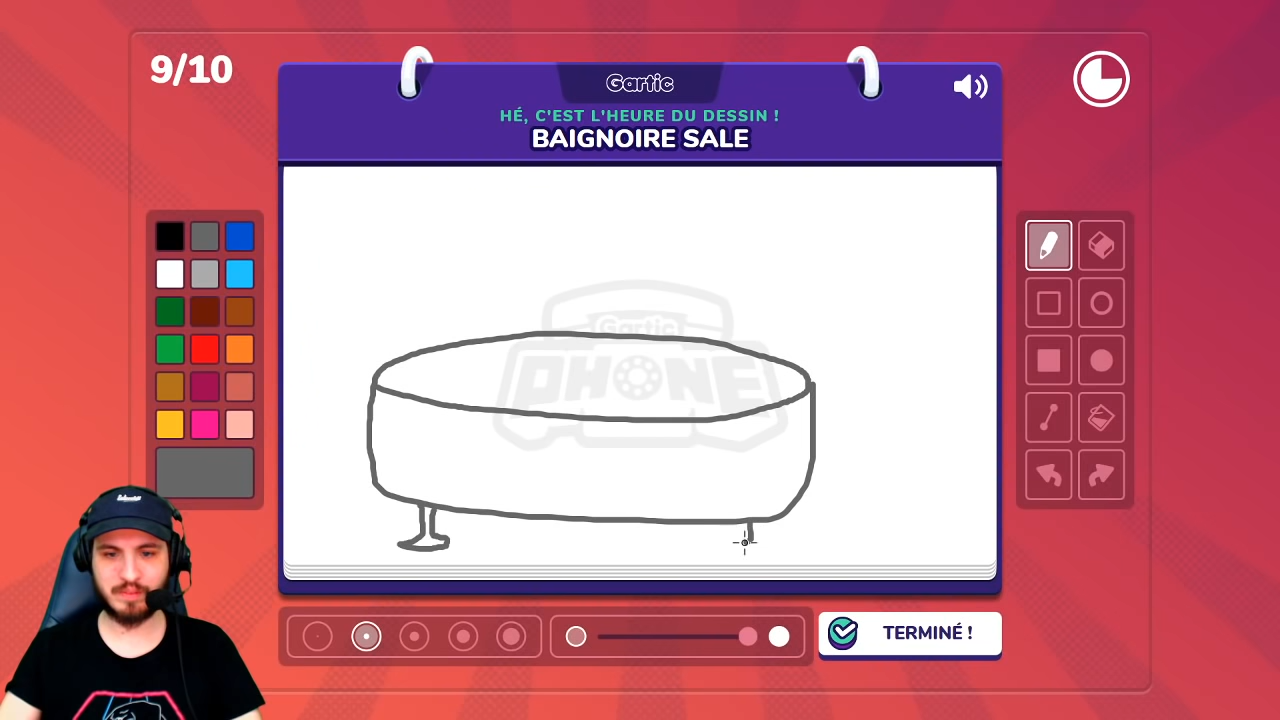 9/10
Gartic
HÉ, C'EST L'HEURE DU DESSIN !
BAIGNOIRE SALE
Gartic
PHONE
TERMINÉ !